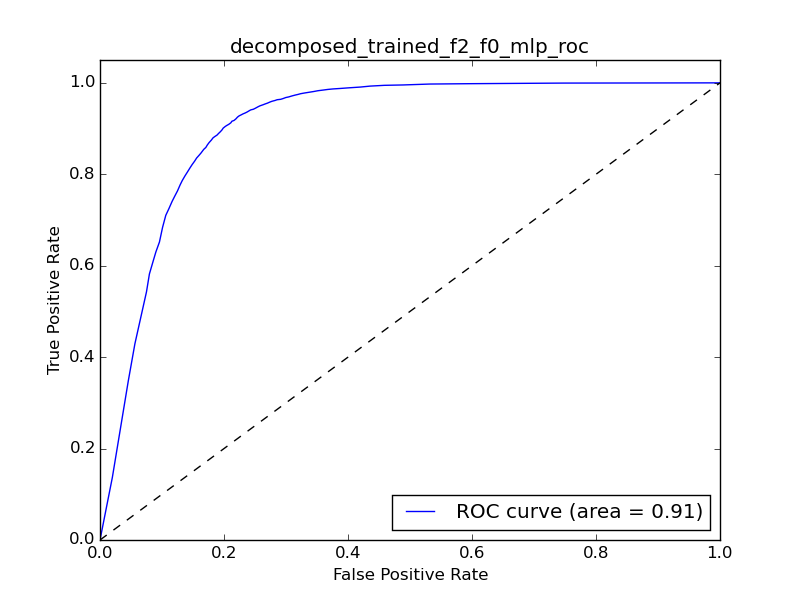 decomposed_trained_f2_f0_mlp_roc
1.0
0.8
0.6
0.4
0.2
0.0
True Positive Rate
ROC curve (area = 0.91)
0.0 0.2 0.4 0.6 0.8 1.0
False Positive Rate